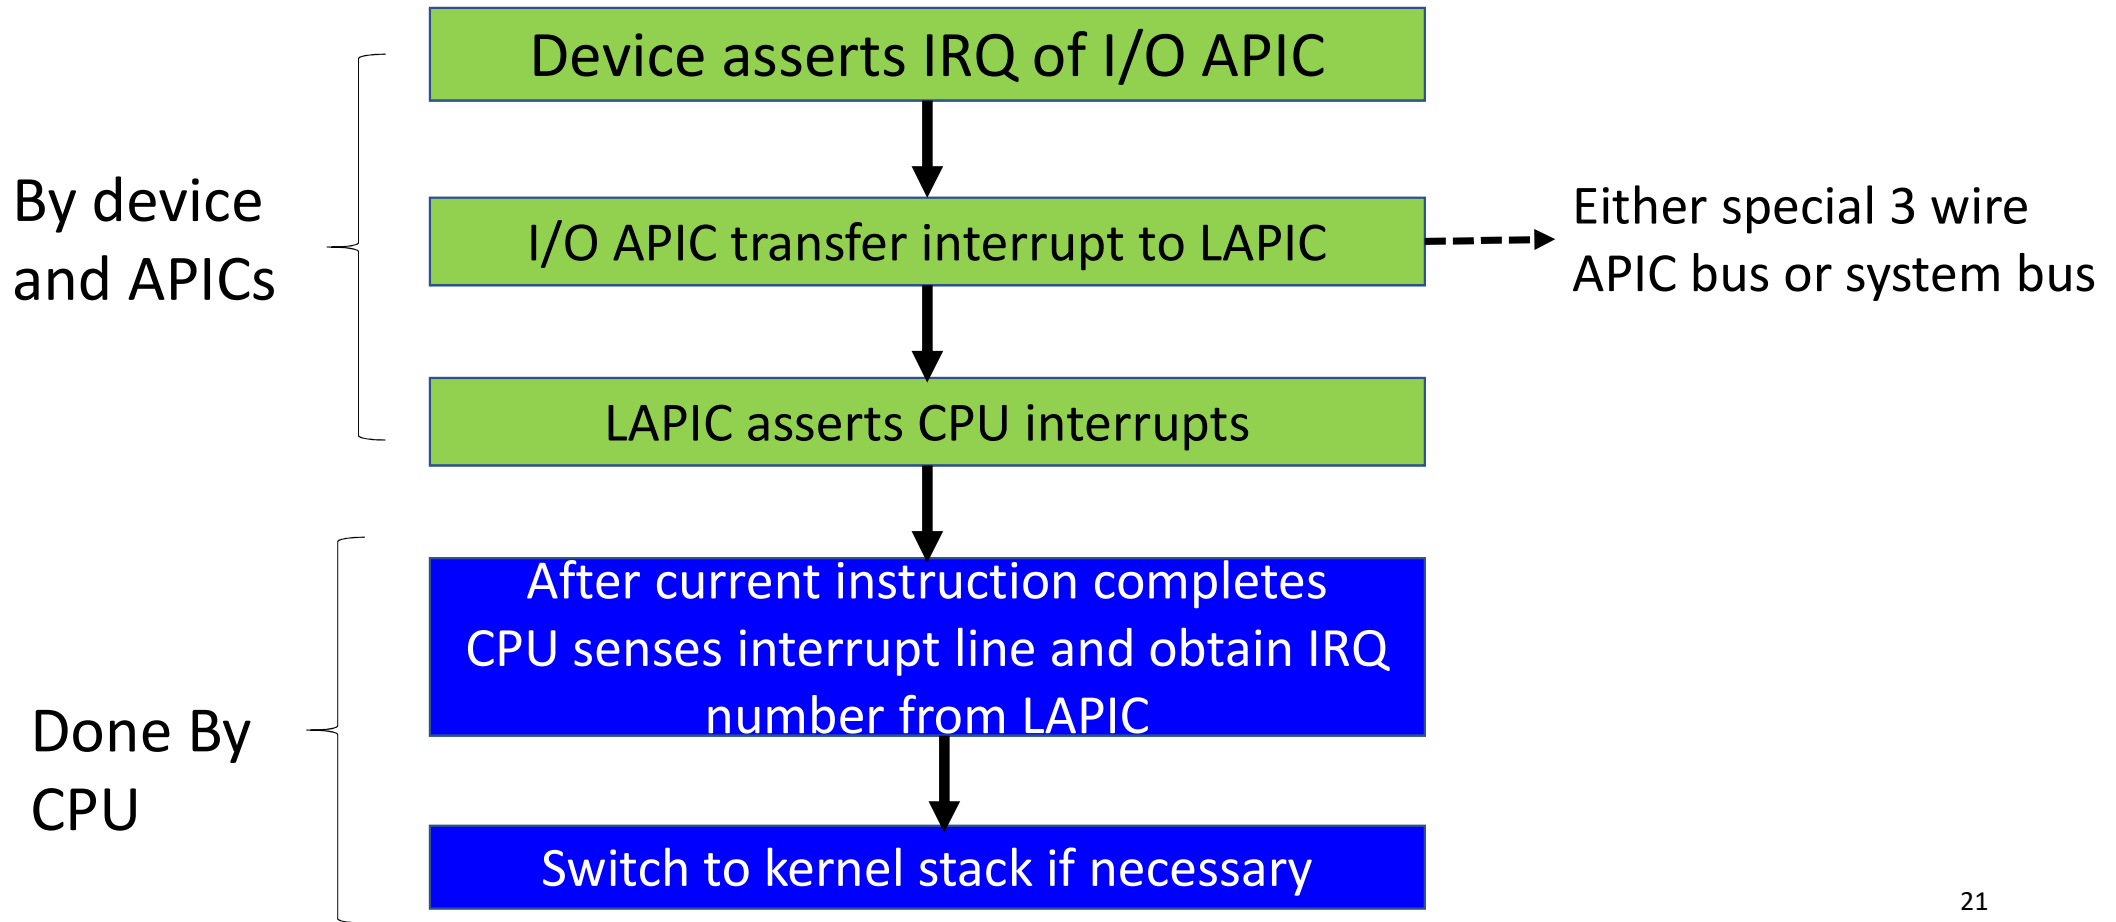 Device asserts IRQ of I/O APIC
By device
and APICs
I/O APIC transfer interrupt to LAPIC
Either special 3 wire
APIC bus or system bus
LAPIC asserts CPU interrupts
After current instruction completes
CPU senses interrupt line and obtain IRQ
number from LAPIC
Done By
CPU
Switch to kernel stack if necessary
21